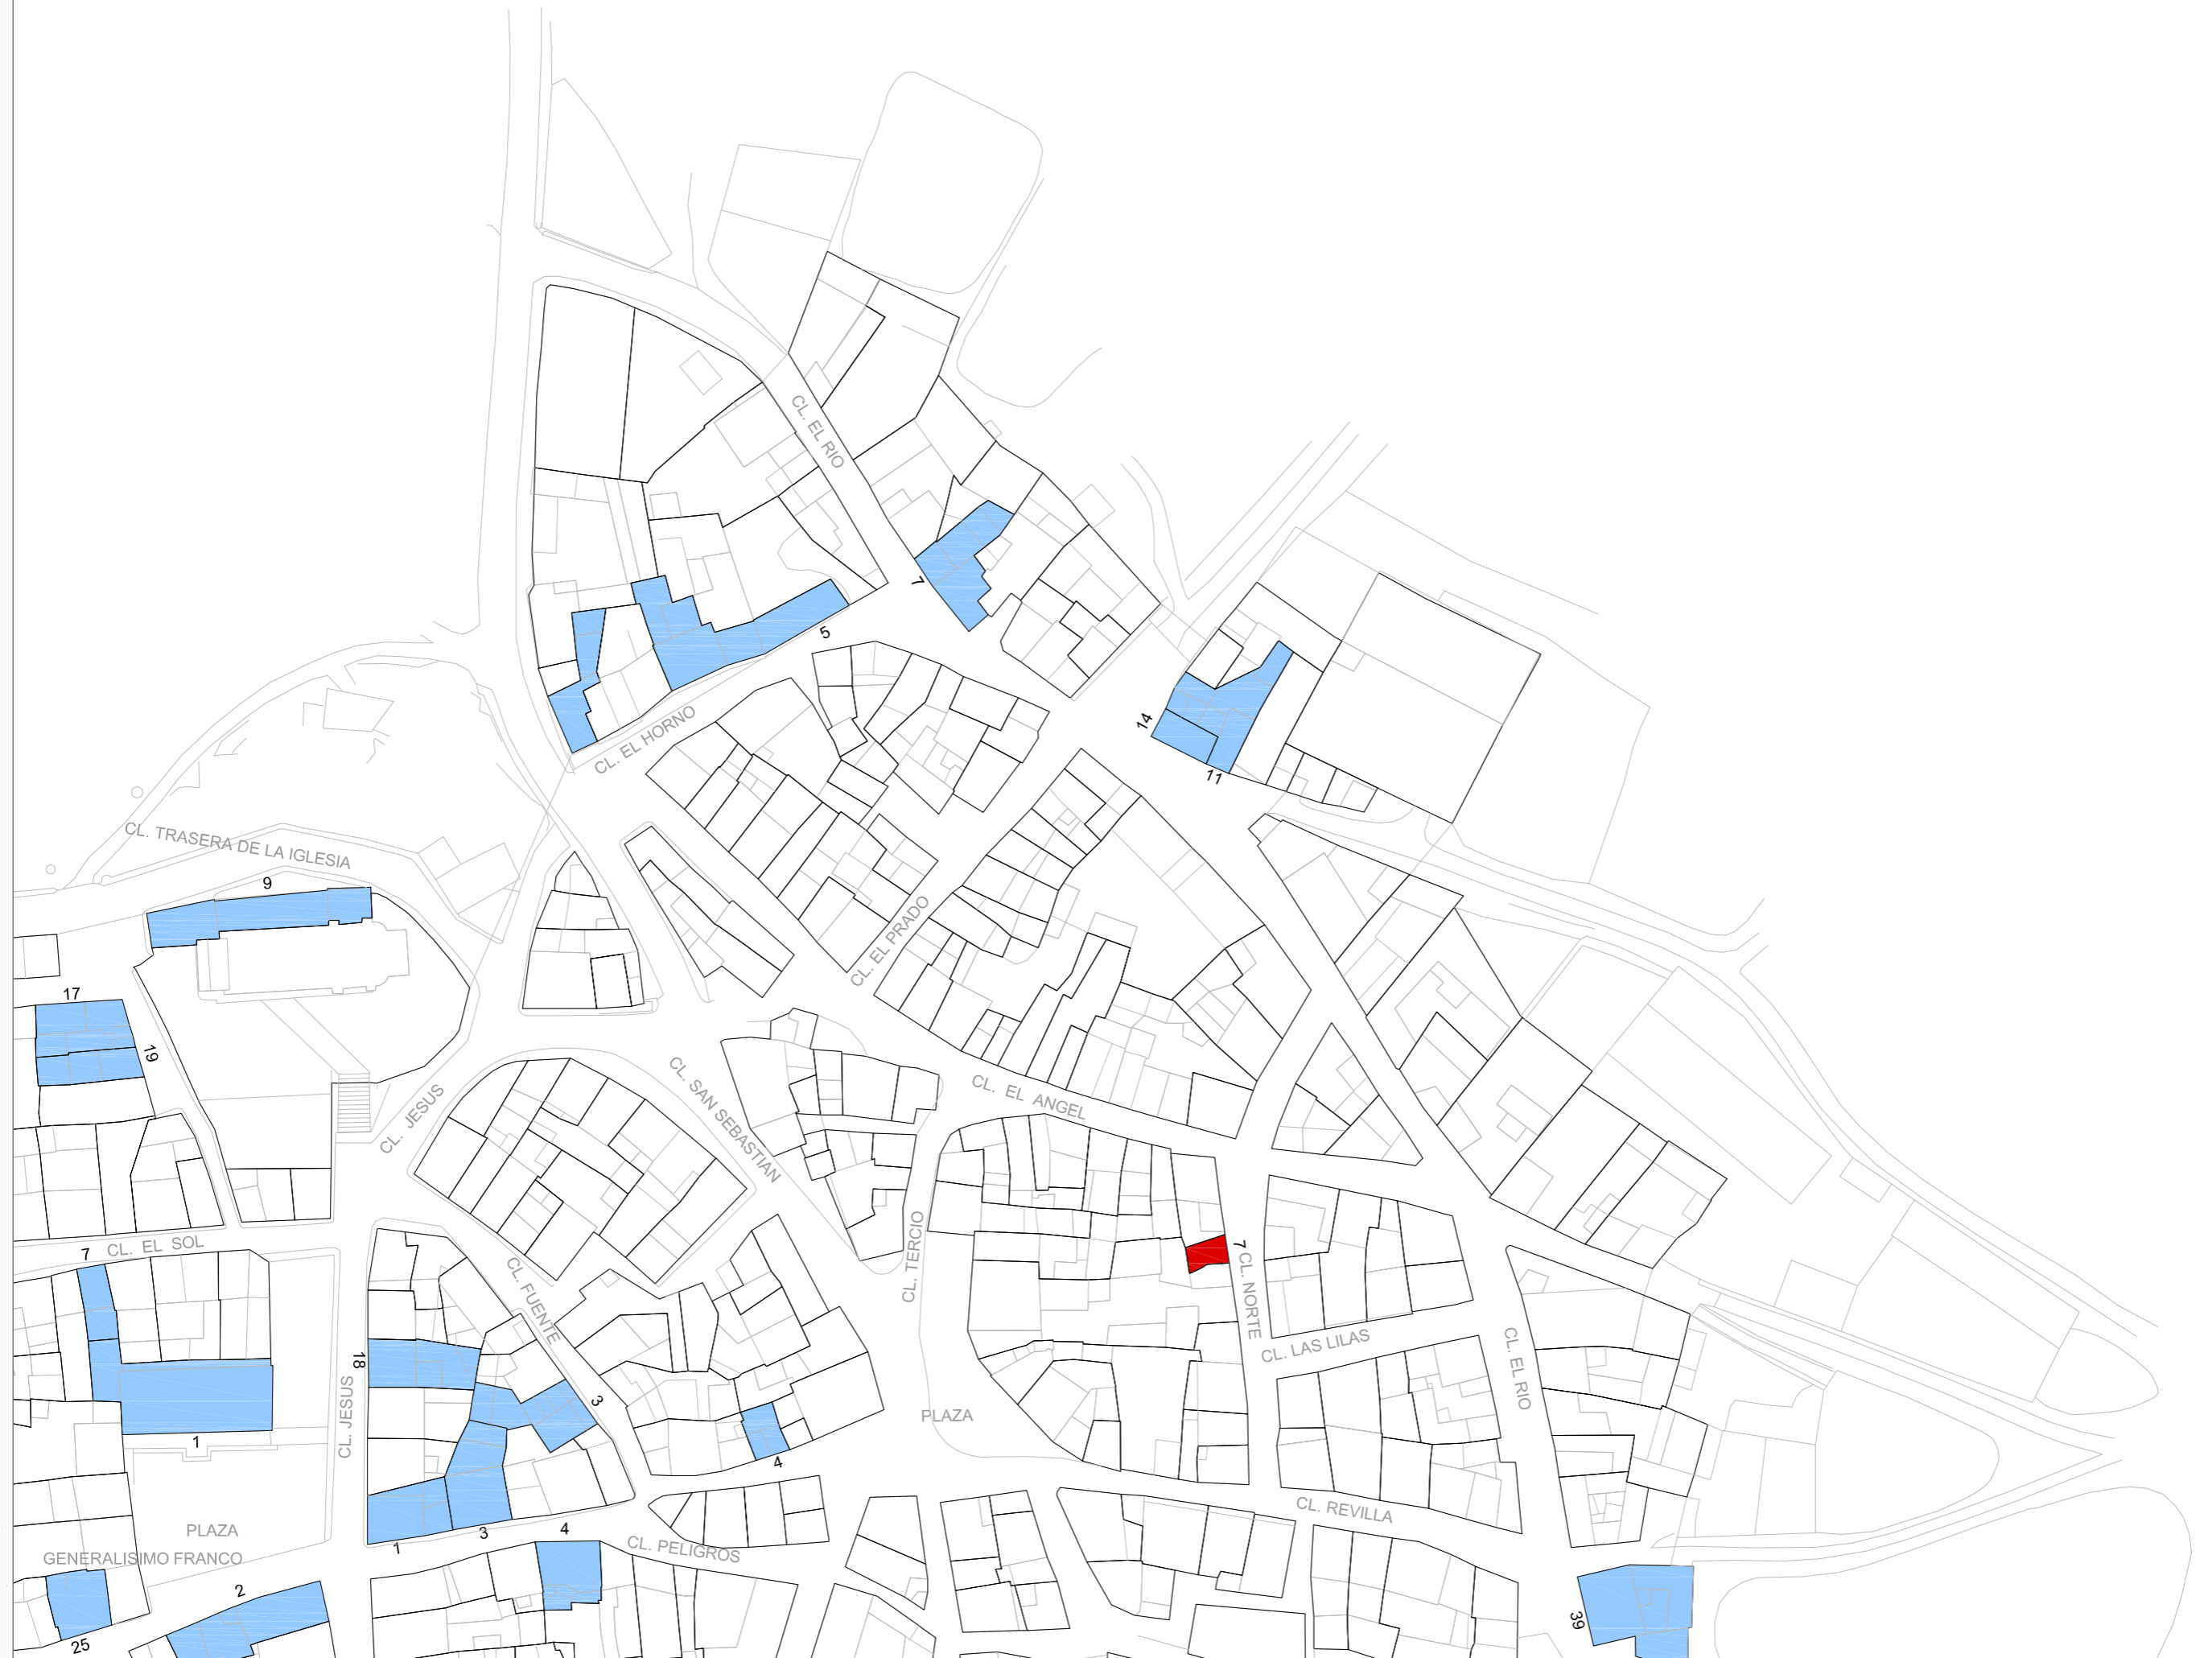 CL. EL RIO
7
5
14
CL. EL HORNO
11
CL. TRASERA DE LA IGLESIA
9
CL. EL PRADO
17
19
CL. JESUS
CL. SAN SEBASTIAN
CL. EL ANGEL
CL. EL SOL
7
CL. FUENTE
CL. TERCIO
7
CL. NORTE
CL. LAS LILAS
CL. EL RIO
18
CL. JESUS
3
PLAZA
1
4
CL. REVILLA
PLAZA
GENERALISIMO FRANCO
1
3
4
CL. PELIGROS
2
25
39